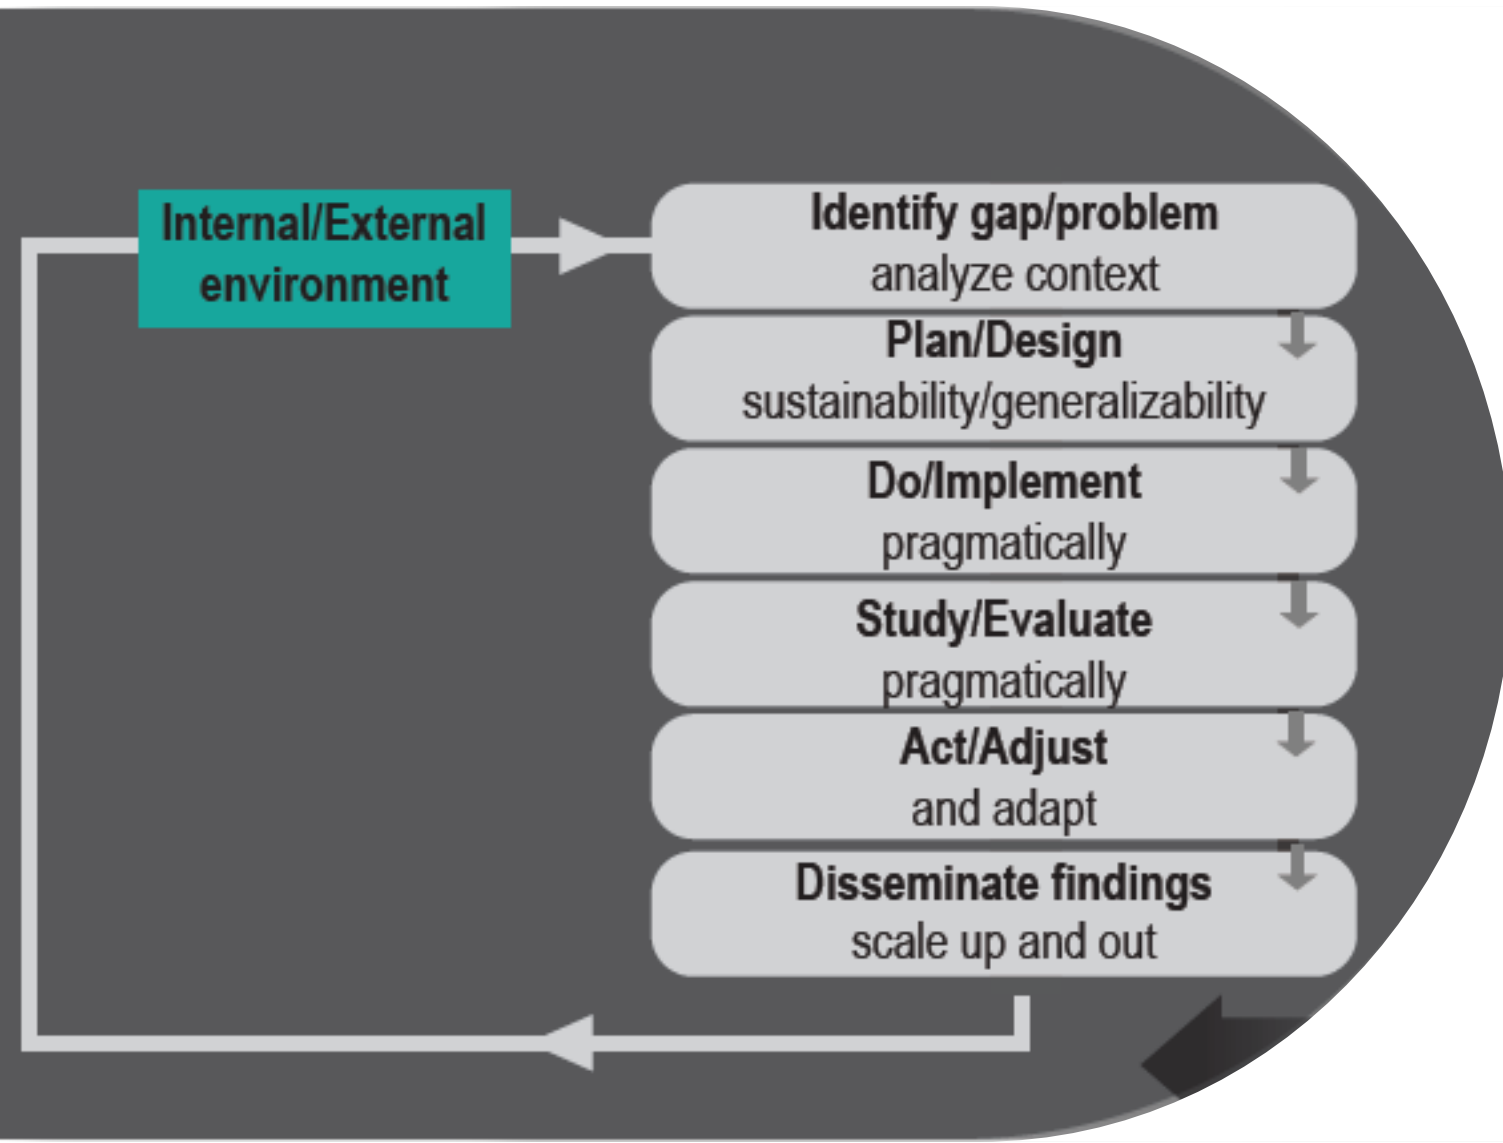 Internal/External
environment
Identify gap/problem
analyze context
Plan/Design
sustainability/generalizability
Do/Implement
pragmatically
Study/Evaluate
pragmatically
Act/Adjust
and adapt
Disseminate findings
scale up and out